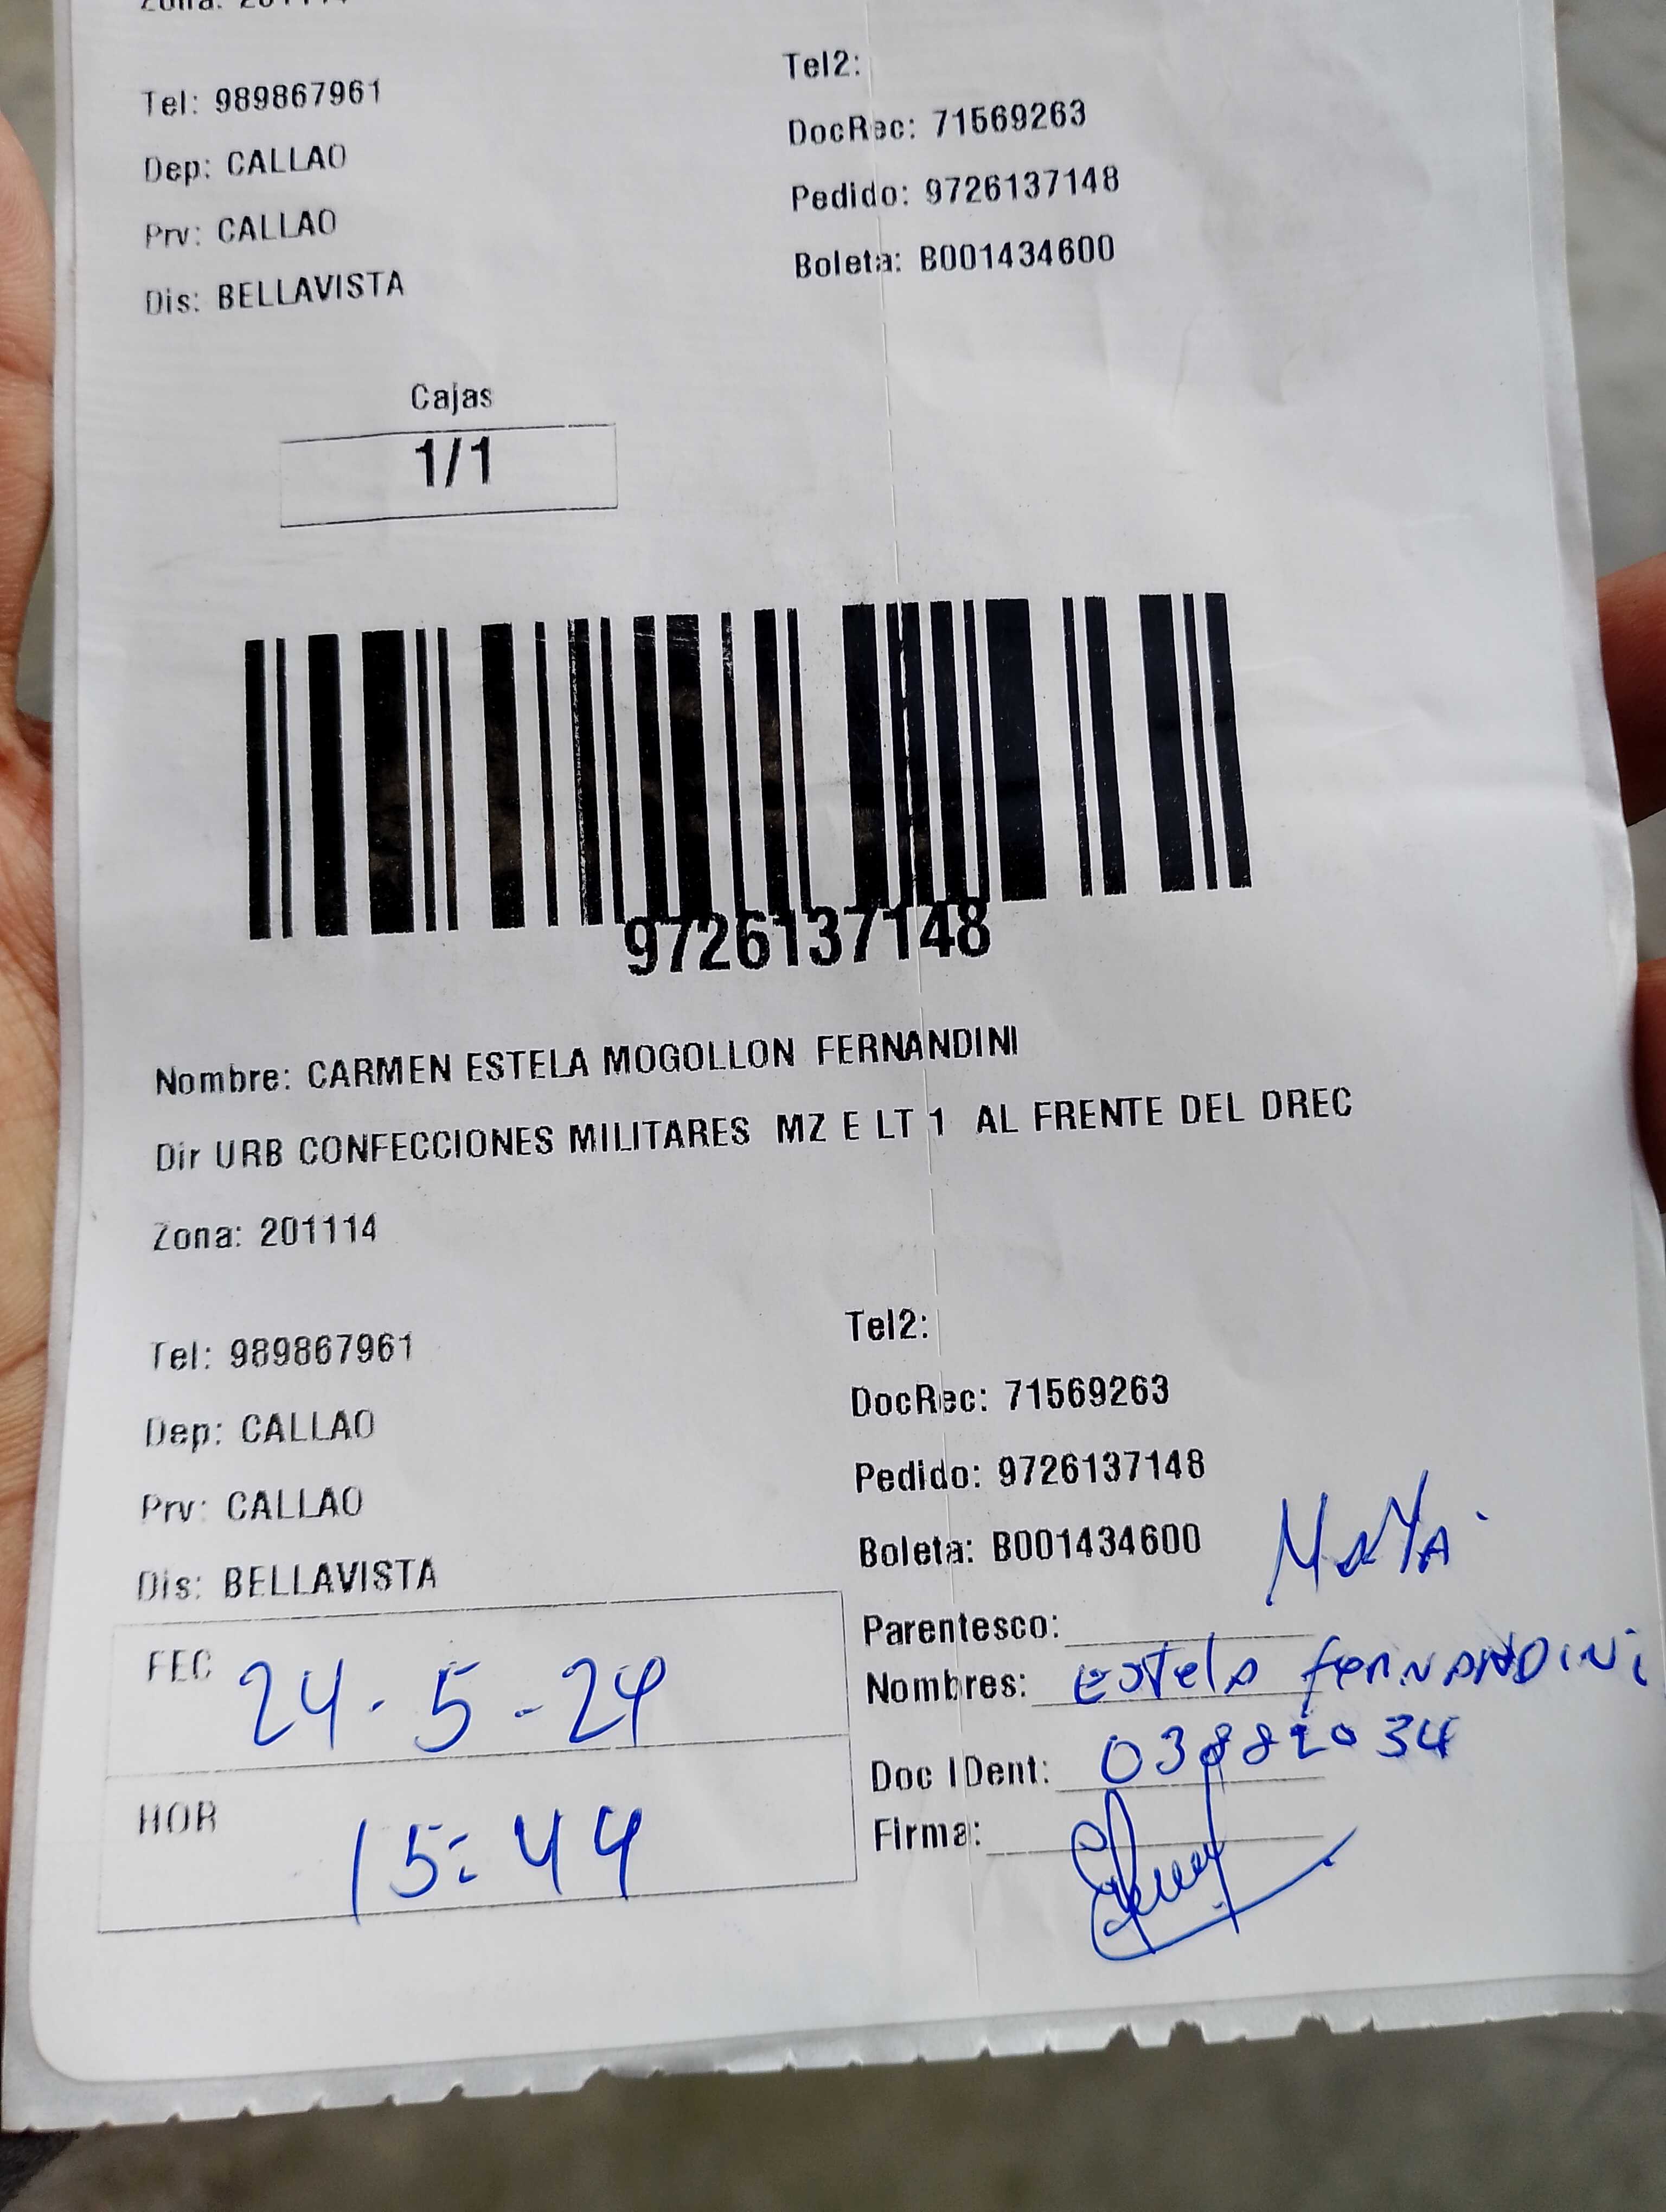 Zona: 201114
Tel: 989867961
Tel2:
Dep: CALLAO
DocRec: 71569263
Prv: CALLAO
Pedido: 9726137148
Dis: BELLAVISTA
Boleta: B001434600
Cajas
1/1
9726137148
Nombre: CARMEN ESTELA MOGOLLON FERNANDINI
Dir URB CONFECCIONES MILITARES MZ E LT 1 AL FRENTE DEL DREC
Zona: 201114
Tel: 989867961
Tel2:
Dep: CALLAO
DocRec: 71569263
Prv: CALLAO
Pedido: 9726137148
Dis: BELLAVISTA
Boleta: B001434600
FEC 24-5-24
HOR 15:44
Parentesco:
Nombres: Estela FERNANDINI
Doc IDent:
Firma: